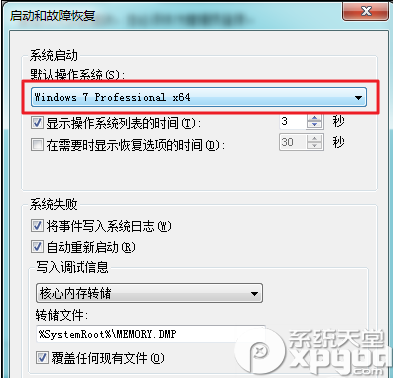 启动和故障恢复
系统启动
默认操作系统(S):
Windows 7 Professional x64
显示操作系统列表的时间(T): 3 秒
在需要时显示恢复选项的时间(D): 30 秒
系统失败
将事件写入系统日志(W)
自动重新启动(R)
写入调试信息
核心内存转储
转储文件:
%SystemRoot%\MEMORY.DMP
覆盖任何现有文件(O)
系统天堂
xpgod